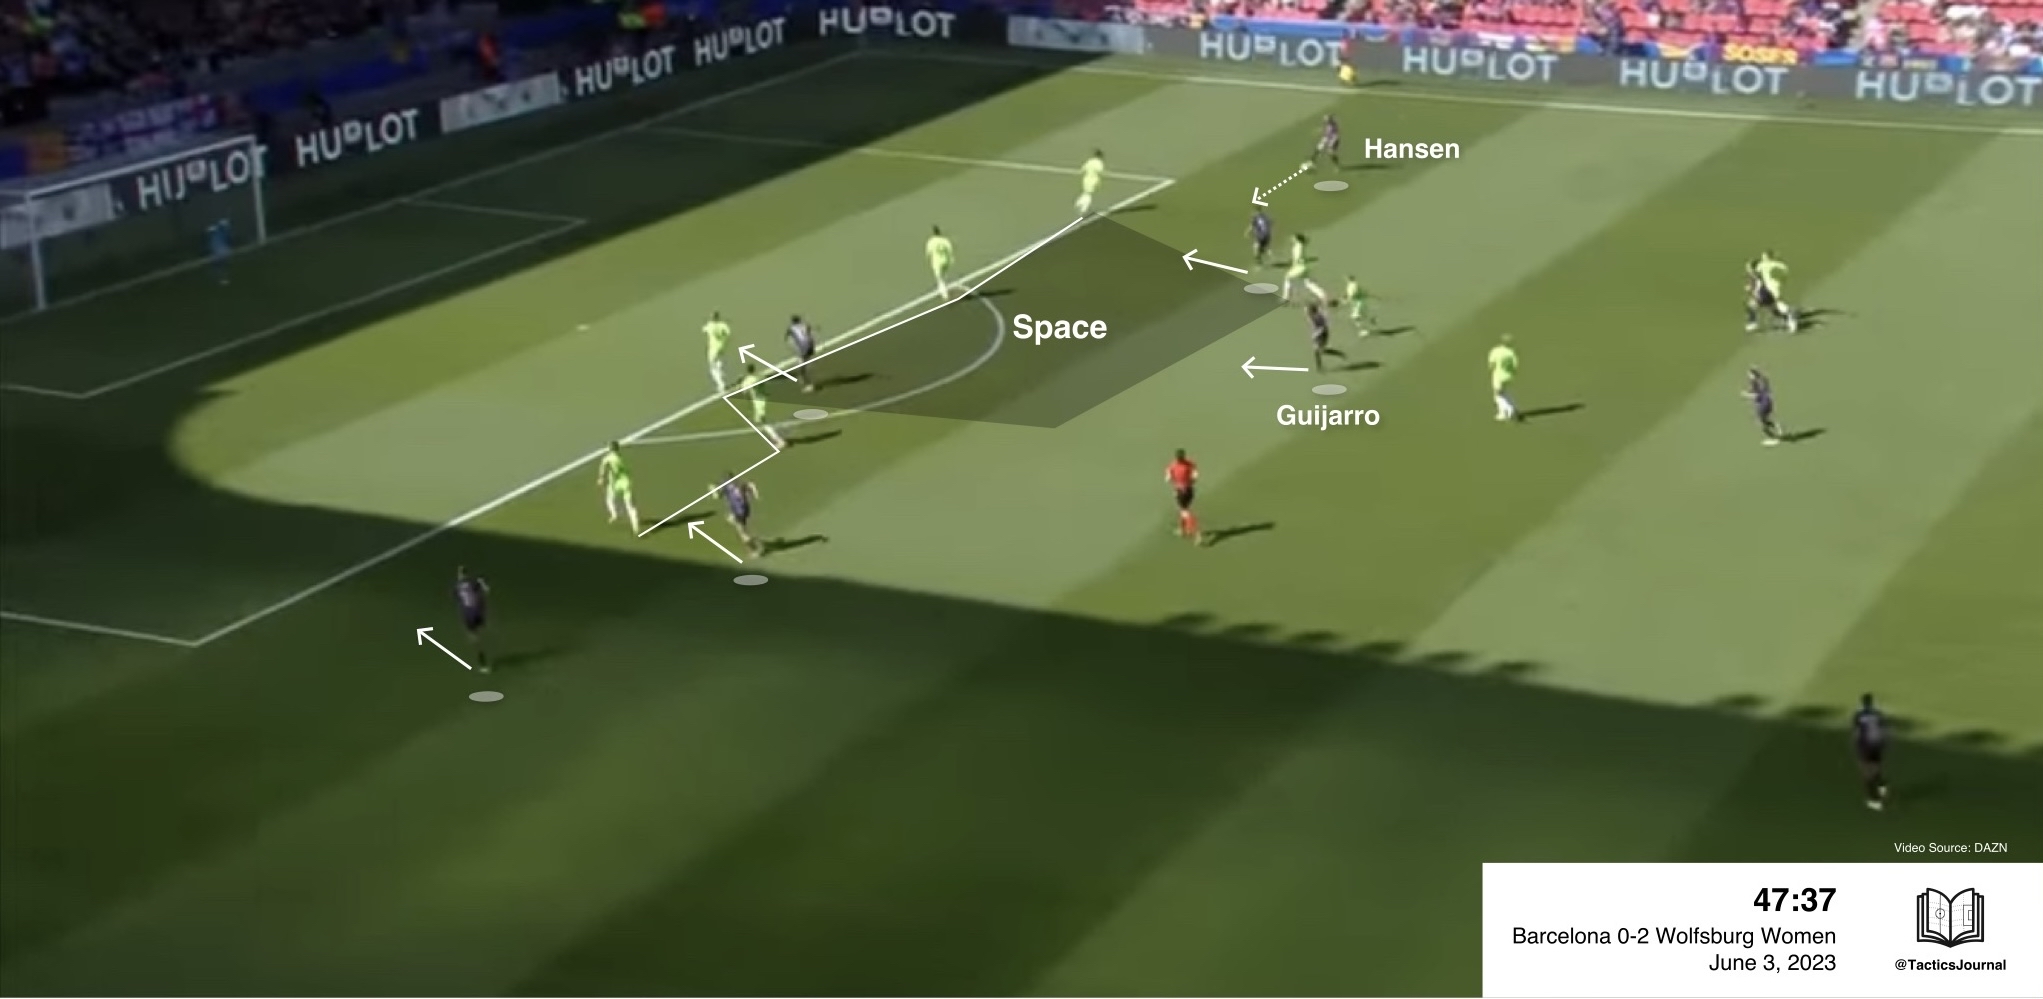 HUBLOT
HUBLOT
HUBLOT
HUBLOT
HUBLOT
HUBLOT
HUBLOT
HUBLOT
HUBLOT
SOSES
Hansen
Space
Guijarro
Video Source: DAZN
47:37
Barcelona 0-2 Wolfsburg Women
June 3, 2023
@TacticsJournal